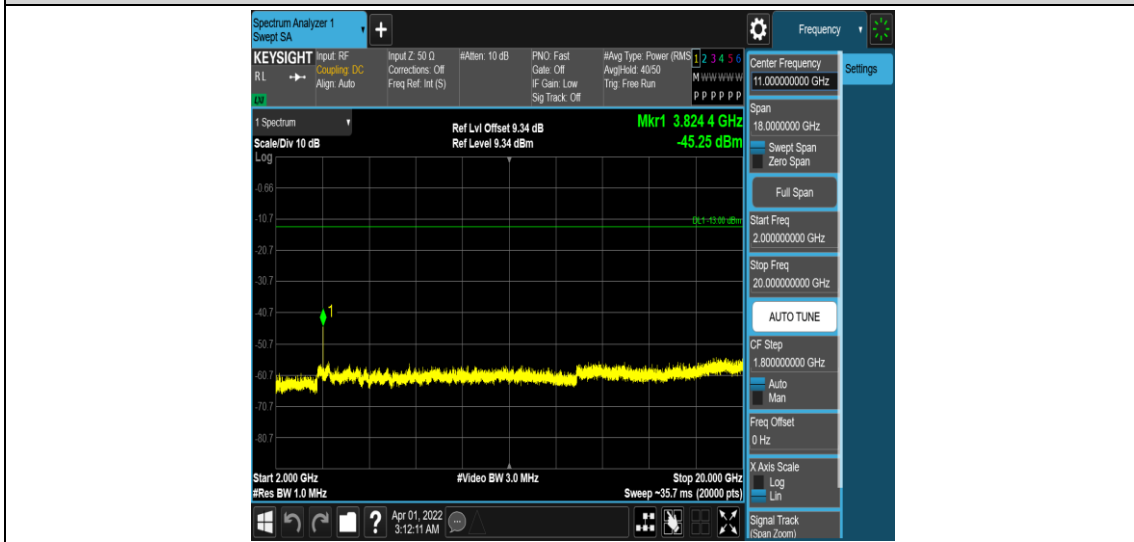 Spectrum Analyzer 1
Swept SA
+
Frequency
KEYSIGHT
RL
Input: RF
Coupling: DC
Align: Auto
Input Z: 50 Ω
Corrections: Off
Freq Ref: Int (S)
#Atten: 10 dB
PNO: Fast
Gate: Off
IF Gain: Low
Sig Track: Off
#Avg Type: Power (RMS
Avg|Hold: 40/50
Trig: Free Run
1 2 3 4 5 6
M W W W W W
P P P P P P
Center Frequency
11.000000000 GHz
Settings
1 Spectrum
Scale/Div 10 dB
Ref Lvl Offset 9.34 dB
Ref Level 9.34 dBm
Mkr1 3.824 4 GHz
-45.25 dBm
Log
-0.66
-10.7
-20.7
-30.7
-40.7
-50.7
-60.7
-70.7
-80.7
DL1 -13.00 dBm
1
Start 2.000 GHz
#Res BW 1.0 MHz
#Video BW 3.0 MHz
Stop 20.000 GHz
Sweep ~35.7 ms (20000 pts)
Span
18.0000000 GHz
Swept Span
Zero Span
Full Span
Start Freq
2.000000000 GHz
Stop Freq
20.000000000 GHz
AUTO TUNE
CF Step
1.800000000 GHz
Auto
Man
Freq Offset
0 Hz
X Axis Scale
Log
Lin
Signal Track
(Span Zoom)
?
Apr 01, 2022
3:12:11 AM